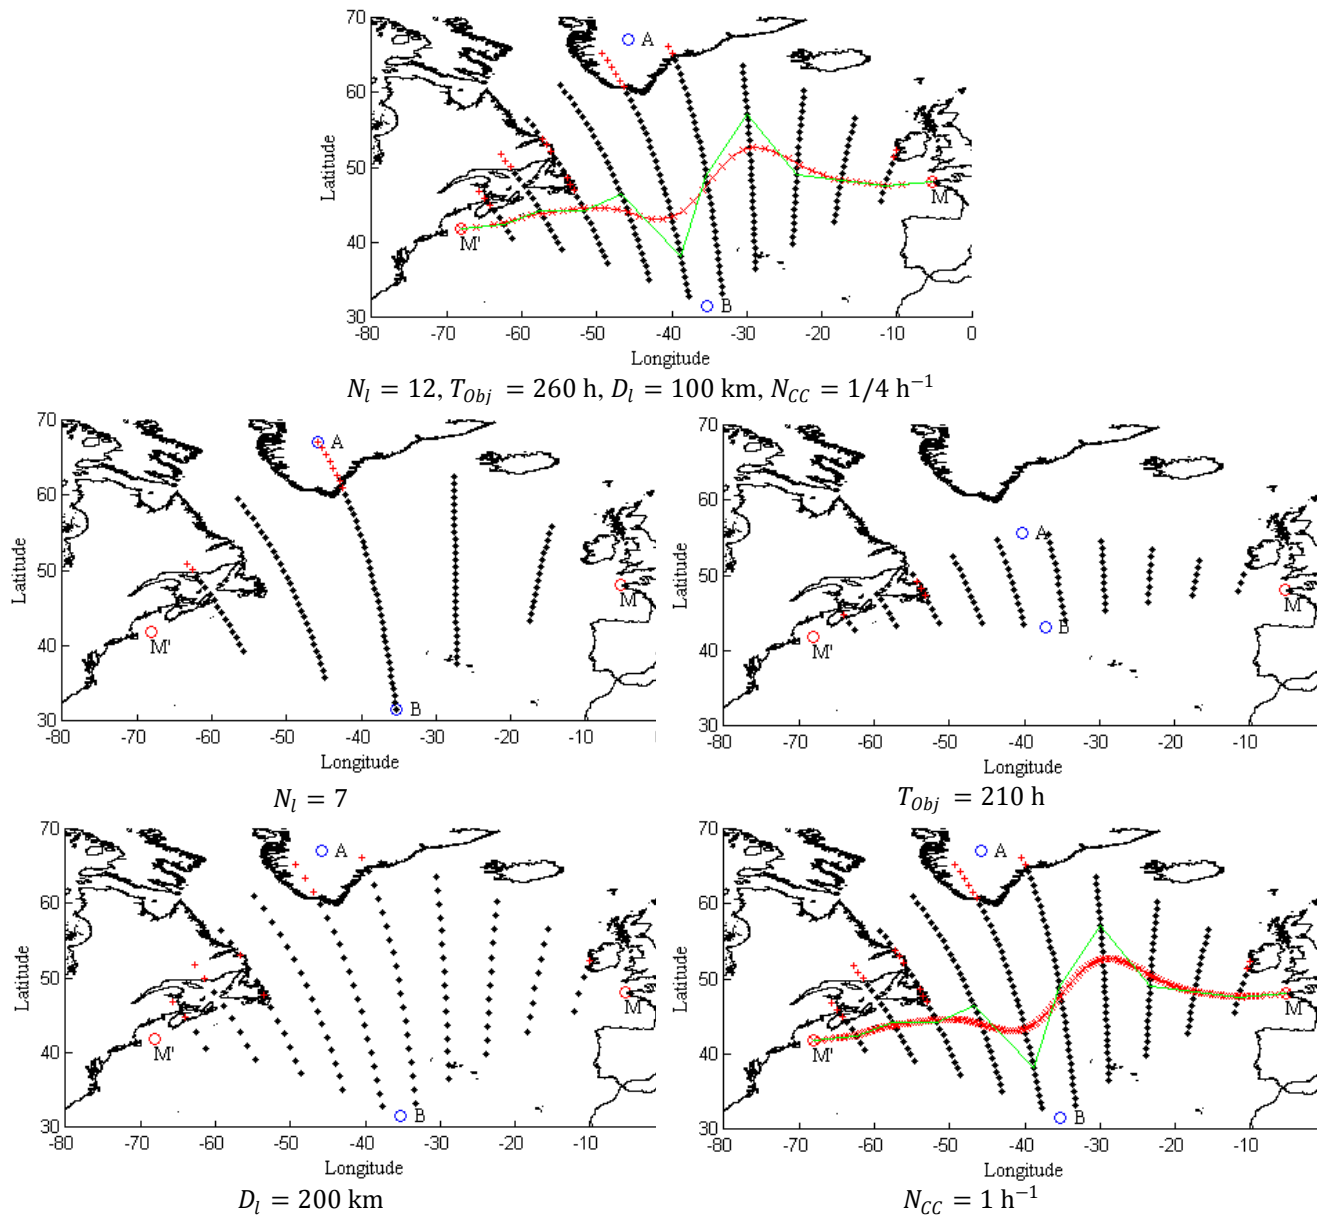 70
60
50
40
30
Latitude
A
M
M'
B
-80 -70 -60 -50 -40 -30 -20 -10 0
Longitude
N_l = 12, T_Obj = 260 h, D_l = 100 km, N_CC = 1/4 h⁻¹
70
60
50
40
30
Latitude
A
M
M'
B
-80 -70 -60 -50 -40 -30 -20 -10
Longitude
N_l = 7
70
60
50
40
30
Latitude
A
M
M'
B
-80 -70 -60 -50 -40 -30 -20 -10
Longitude
T_Obj = 210 h
70
60
50
40
30
Latitude
A
M
M'
B
-80 -70 -60 -50 -40 -30 -20 -10
Longitude
D_l = 200 km
70
60
50
40
30
Latitude
A
M
M'
B
-80 -70 -60 -50 -40 -30 -20 -10
Longitude
N_CC = 1 h⁻¹